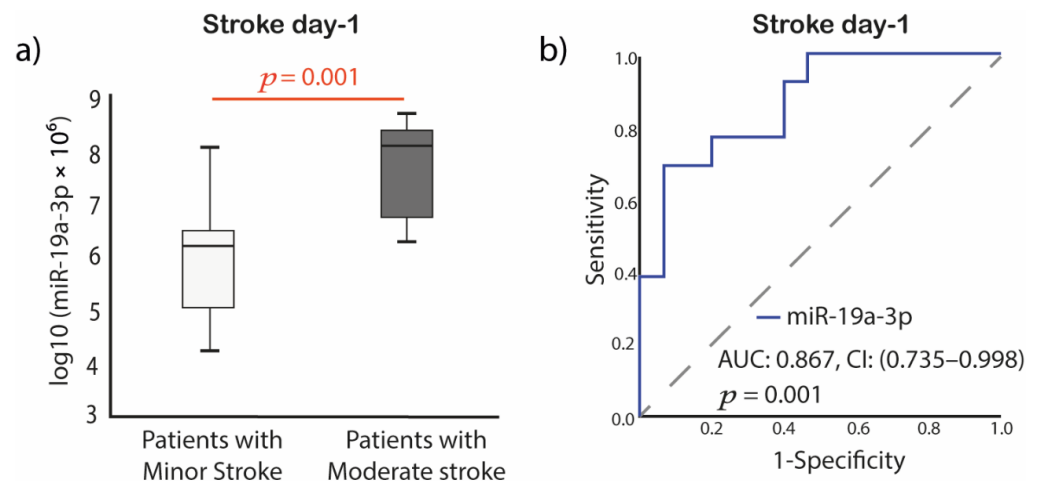 Stroke day-1
a)
p = 0.001
log10 (miR-19a-3p × 10⁶)
9
8
7
6
5
4
3
Patients with
Minor Stroke
Patients with
Moderate stroke
Stroke day-1
b)
Sensitivity
1.0
0.8
0.6
0.4
0.2
0.0
miR-19a-3p
AUC: 0.867, CI: (0.735–0.998)
p = 0.001
0.2 0.4 0.6 0.8 1.0
1-Specificity